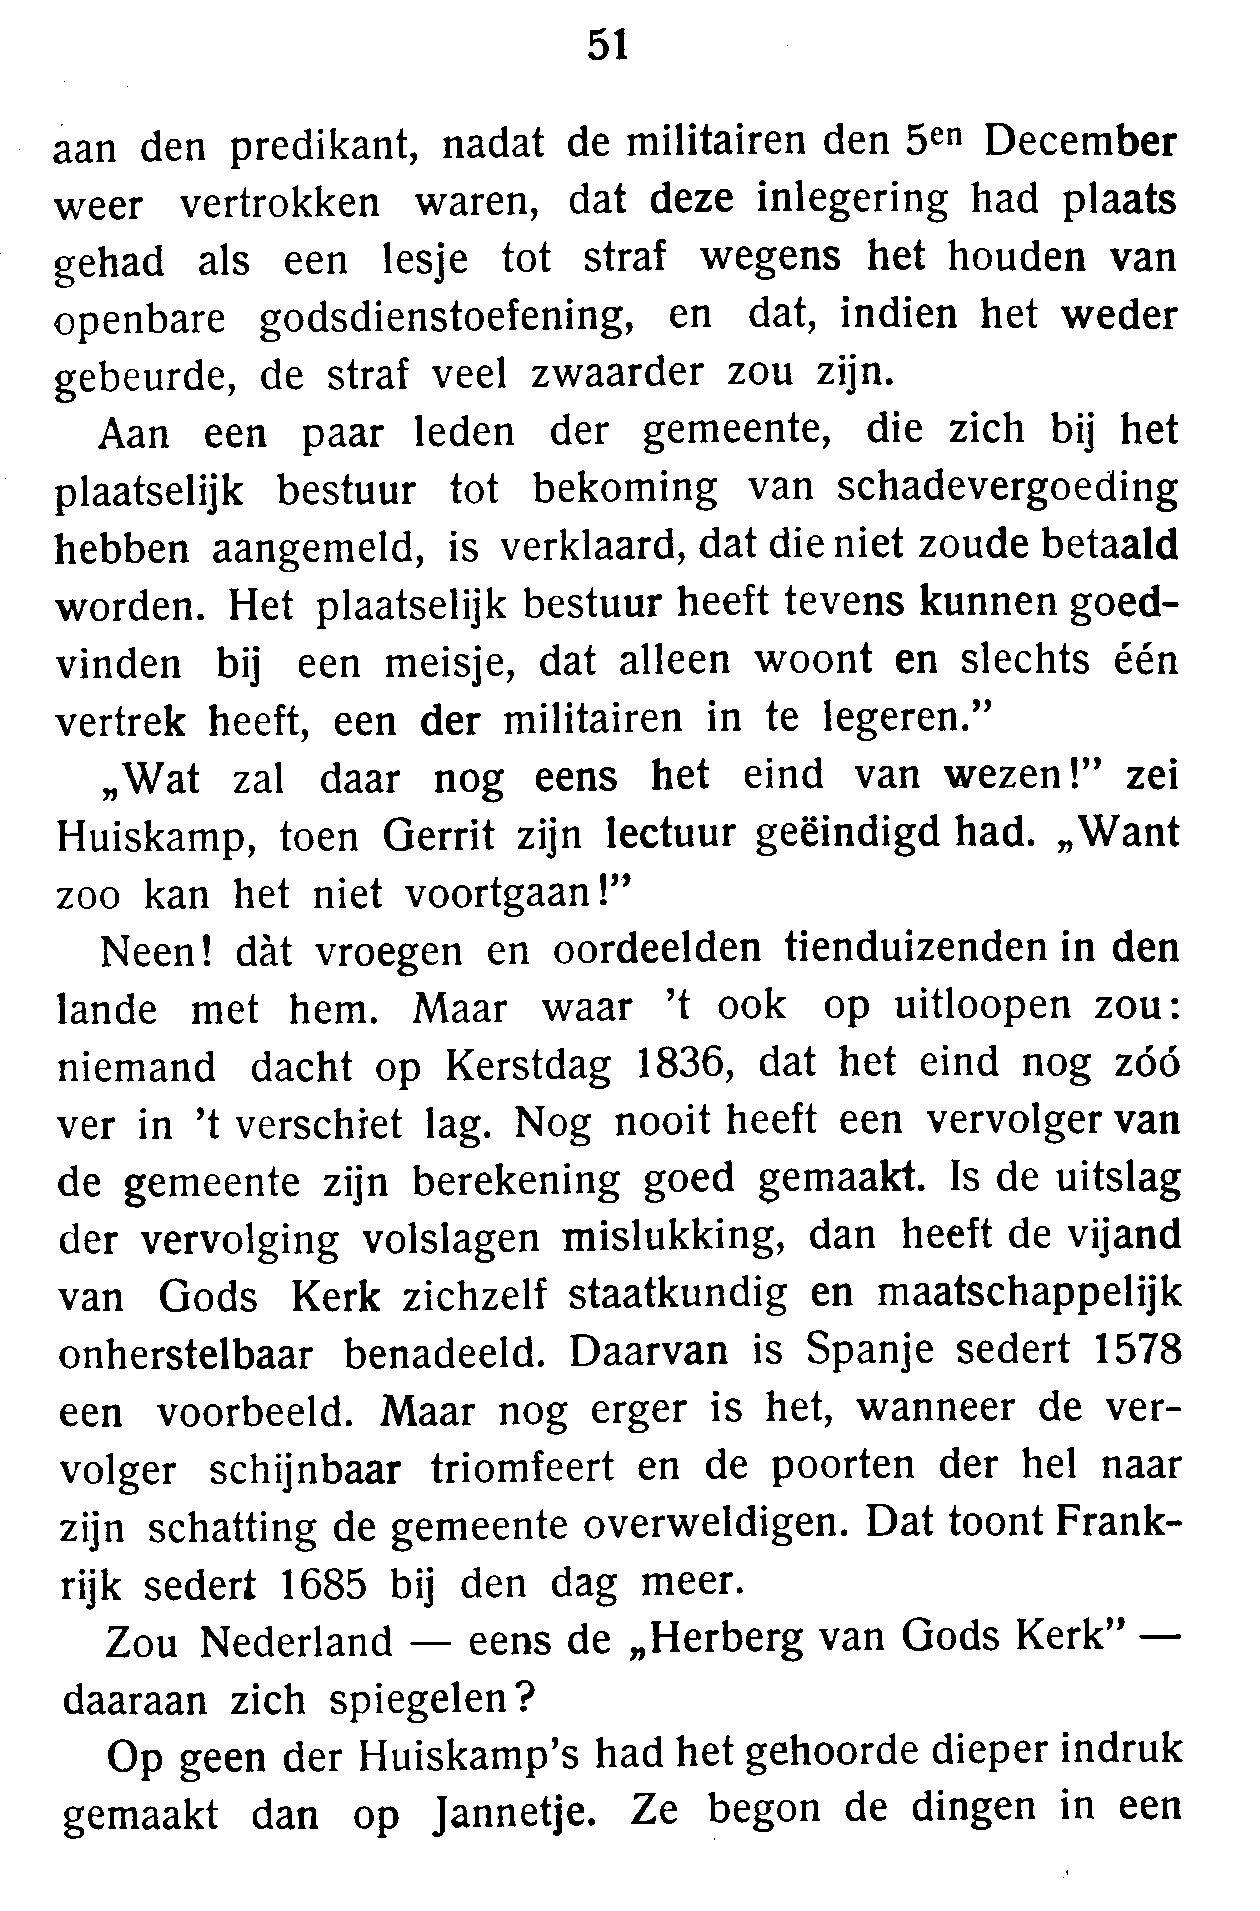 51
aan den predikant, nadat de militairen den 5en December
weer vertrokken waren, dat deze inlegering had plaats
gehad als een lesje tot straf wegens het houden van
openbare godsdienstoefening, en dat, indien het weder
gebeurde, de straf veel zwaarder zou zijn.
Aan een paar leden der gemeente, die zich bij het
plaatselijk bestuur tot bekoming van schadevergoeding
hebben aangemeld, is verklaard, dat die niet zoude betaald
worden. Het plaatselijk bestuur heeft tevens kunnen goed-
vinden bij een meisje, dat alleen woont en slechts één
vertrek heeft, een der militairen in te legeren.”
„Wat zal daar nog eens het eind van wezen!” zei
Huiskamp, toen Gerrit zijn lectuur geëindigd had. „Want
zoo kan het niet voortgaan!”
Neen! dàt vroegen en oordeelden tienduizenden in den
lande met hem. Maar waar ’t ook op uitloopen zou:
niemand dacht op Kerstdag 1836, dat het eind nog zóó
ver in ’t verschiet lag. Nog nooit heeft een vervolger van
de gemeente zijn berekening goed gemaakt. Is de uitslag
der vervolging volslagen mislukking, dan heeft de vijand
van Gods Kerk zichzelf staatkundig en maatschappelijk
onherstelbaar benadeeld. Daarvan is Spanje sedert 1578
een voorbeeld. Maar nog erger is het, wanneer de ver-
volger schijnbaar triomfeert en de poorten der hel naar
zijn schatting de gemeente overweldigen. Dat toont Frank-
rijk sedert 1685 bij den dag meer.
Zou Nederland — eens de „Herberg van Gods Kerk” —
daaraan zich spiegelen?
Op geen der Huiskamp’s had het gehoorde dieper indruk
gemaakt dan op Jannetje. Ze begon de dingen in een